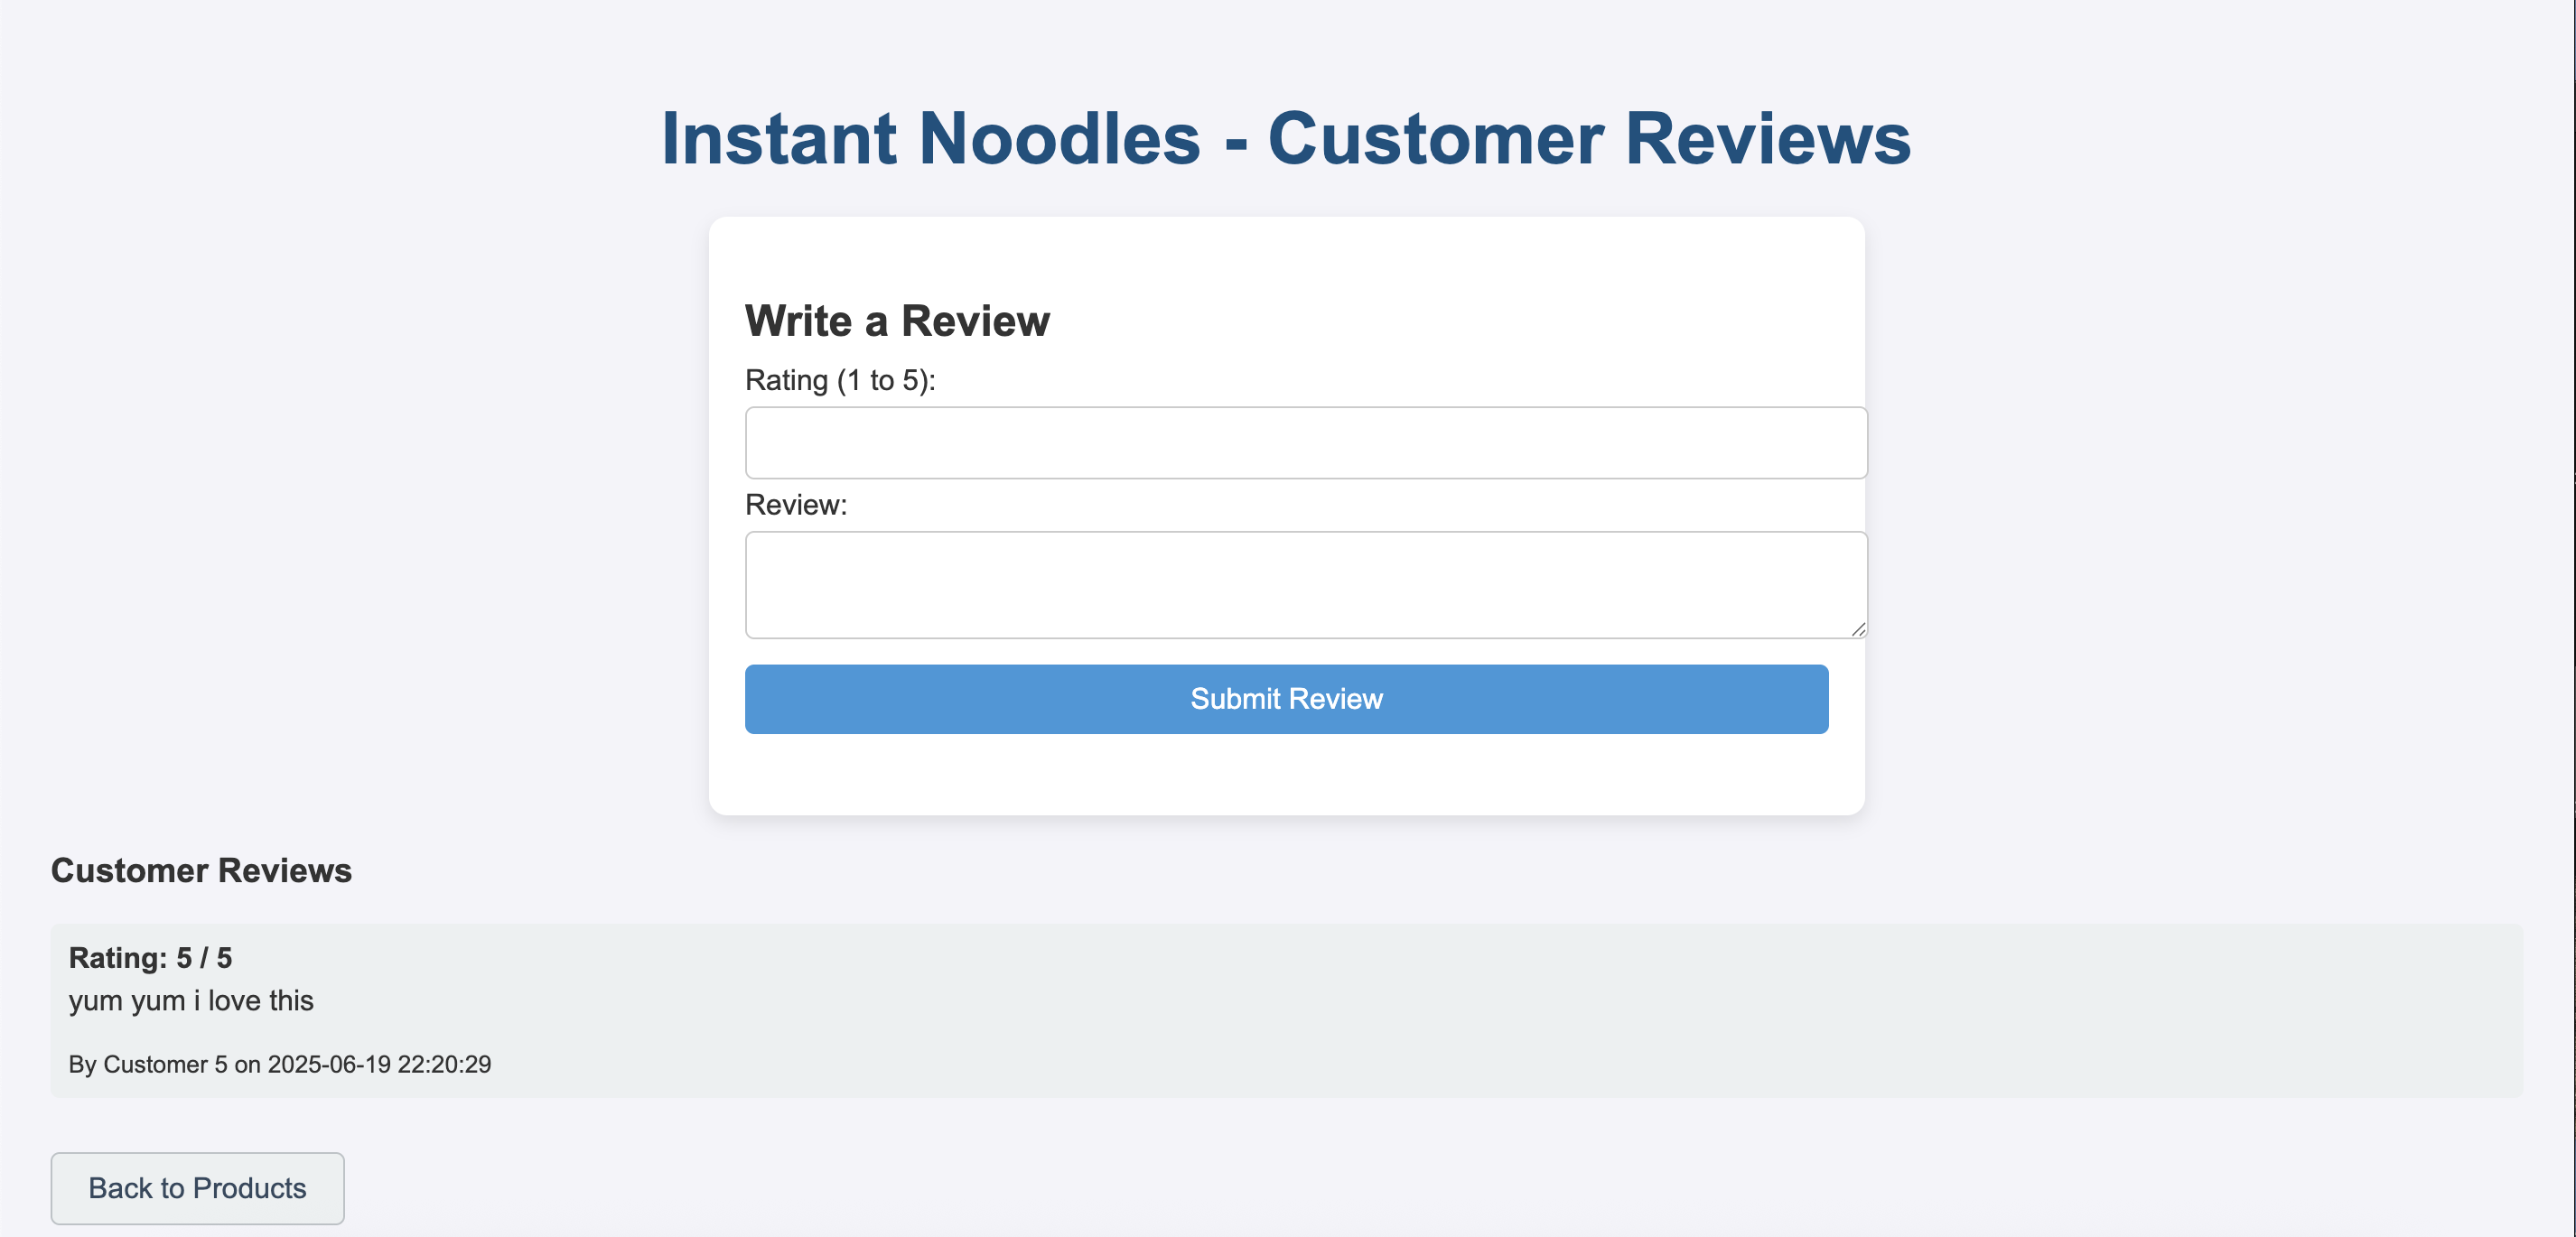 Instant Noodles - Customer Reviews
Write a Review
Rating (1 to 5):
Review:
Submit Review
Customer Reviews
Rating: 5 / 5
yum yum i love this
By Customer 5 on 2025-06-19 22:20:29
Back to Products